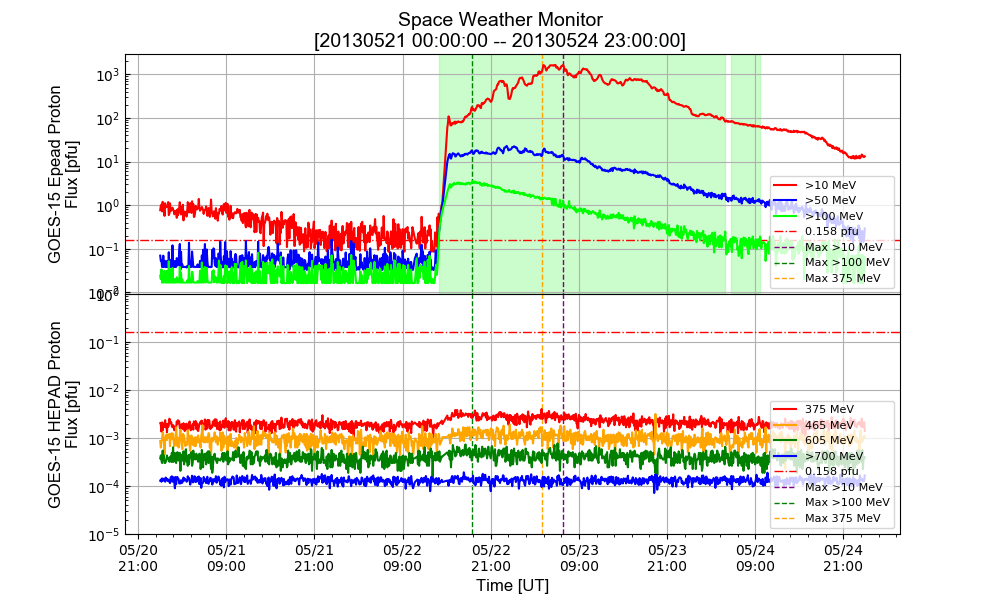 Space Weather Monitor
[20130521 00:00:00 -- 20130524 23:00:00]
GOES-15 Epead Proton
Flux [pfu]
10³
10²
10¹
10⁰
10⁻¹
10⁻²
>10 MeV
>50 MeV
>100 MeV
0.158 pfu
Max >10 MeV
Max >100 MeV
Max 375 MeV
GOES-15 HEPAD Proton
Flux [pfu]
10⁰
10⁻¹
10⁻²
10⁻³
10⁻⁴
10⁻⁵
375 MeV
465 MeV
605 MeV
>700 MeV
0.158 pfu
Max >10 MeV
Max >100 MeV
Max 375 MeV
05/20 05/21 05/21 05/22 05/22 05/23 05/23 05/24 05/24
21:00 09:00 21:00 09:00 21:00 09:00 21:00 09:00 21:00
Time [UT]